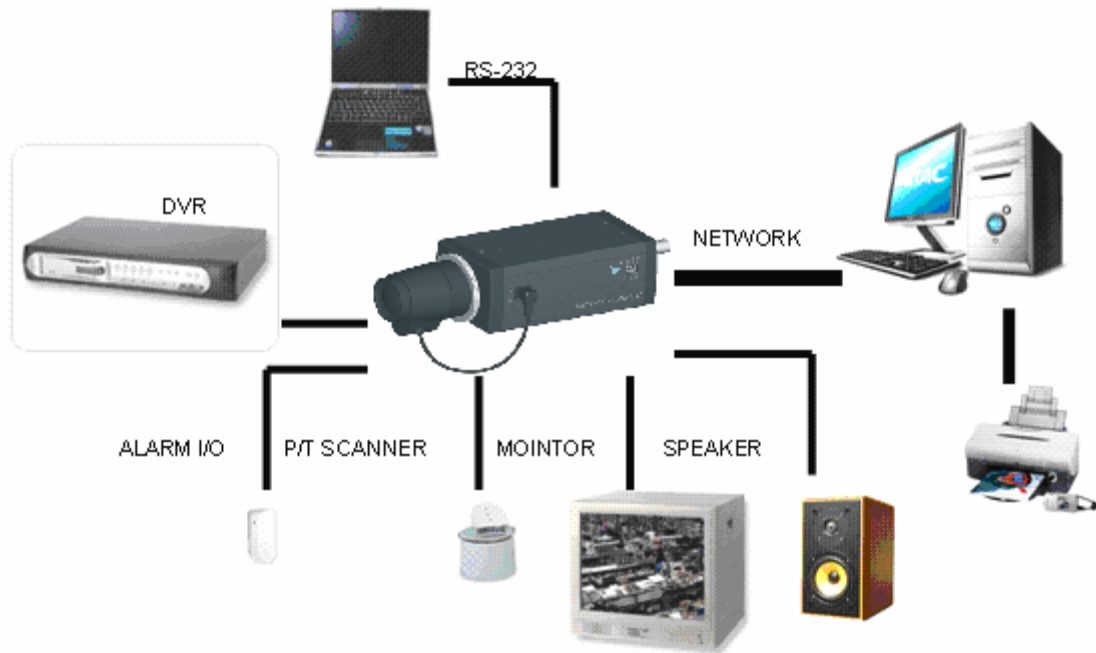 RS-232
DVR
NETWORK
ALARM I/O
P/T SCANNER
MOINTOR
SPEAKER